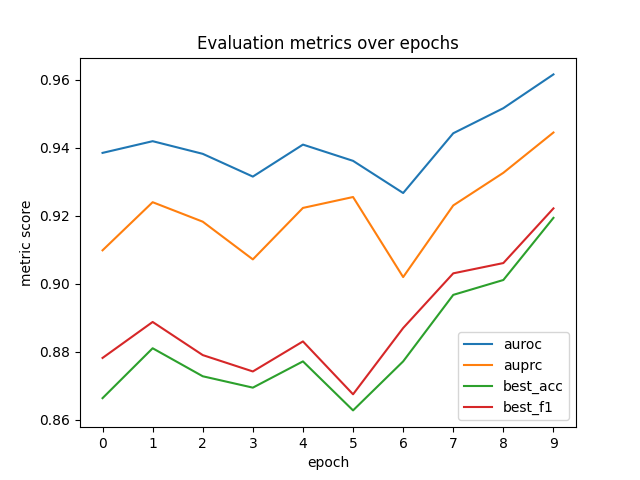 Evaluation metrics over epochs
metric score
0.96
0.94
0.92
0.90
0.88
0.86
auroc
auprc
best_acc
best_f1
0 1 2 3 4 5 6 7 8 9
epoch